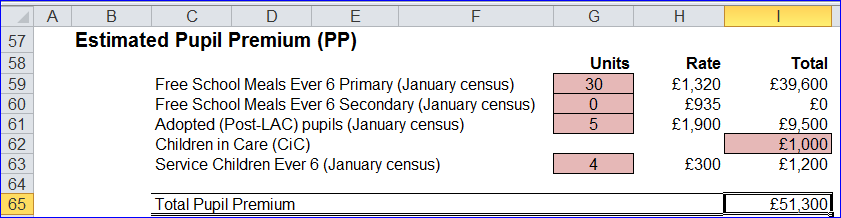 A B C D E F G H I
57 Estimated Pupil Premium (PP)
58 Units Rate Total
59 Free School Meals Ever 6 Primary (January census) 30 £1,320 £39,600
60 Free School Meals Ever 6 Secondary (January census) 0 £935 £0
61 Adopted (Post-LAC) pupils (January census) 5 £1,900 £9,500
62 Children in Care (CiC) £1,000
63 Service Children Ever 6 (January census) 4 £300 £1,200
64
65 Total Pupil Premium £51,300